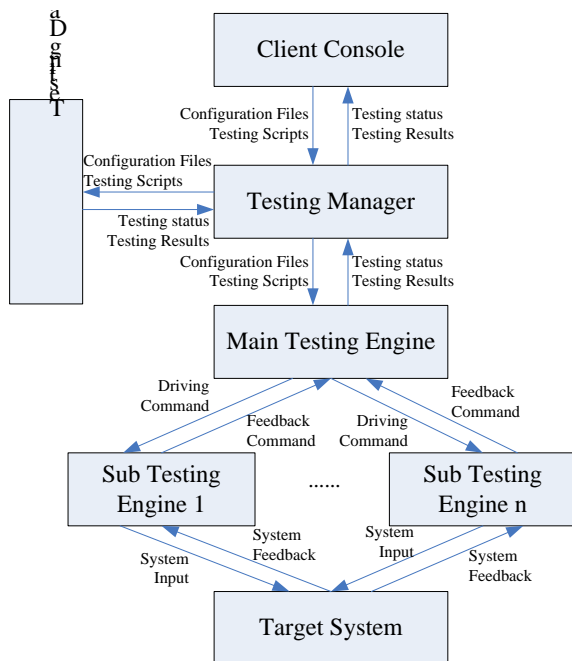 Client Console
Configuration Files
Testing Scripts
Testing status
Testing Results
Configuration Files
Testing Scripts
Testing Manager
Testing status
Testing Results
Configuration Files
Testing Scripts
Testing status
Testing Results
Main Testing Engine
Driving
Command
Feedback
Command
Driving
Command
Feedback
Command
Sub Testing
Engine 1
......
Sub Testing
Engine n
System
Input
System
Feedback
System
Input
System
Feedback
Target System